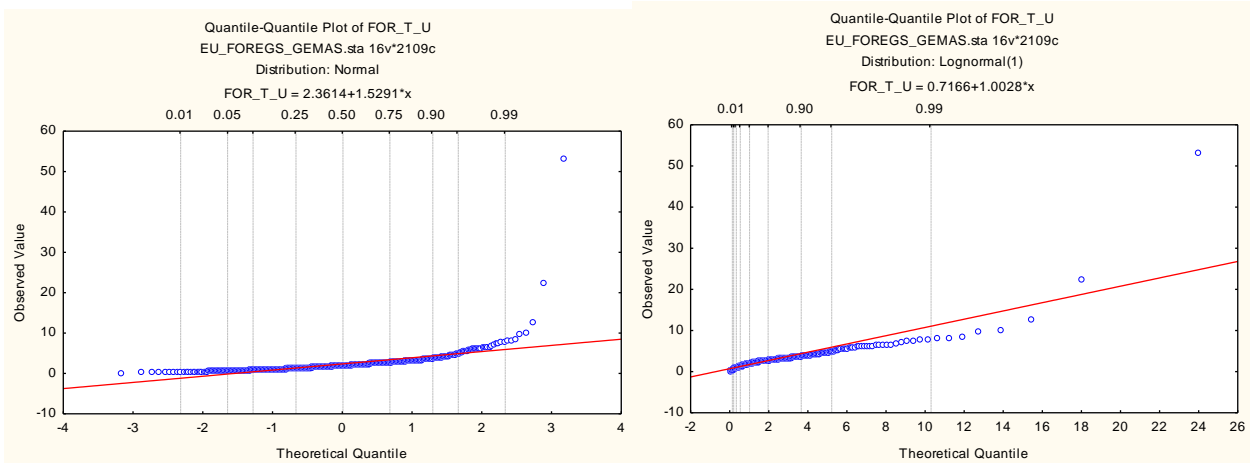 Quantile-Quantile Plot of FOR_T_U
EU_FOREGS_GEMAS.sta 16v*2109c
Distribution: Normal
FOR_T_U = 2.3614+1.5291*x
0.01 0.05 0.25 0.50 0.75 0.90 0.99
60
50
40
30
20
10
0
-10
Observed Value
-4 -3 -2 -1 0 1 2 3 4
Theoretical Quantile
Quantile-Quantile Plot of FOR_T_U
EU_FOREGS_GEMAS.sta 16v*2109c
Distribution: Lognormal(1)
FOR_T_U = 0.7166+1.0028*x
0.01 0.90 0.99
60
50
40
30
20
10
0
-10
Observed Value
-2 0 2 4 6 8 10 12 14 16 18 20 22 24 26
Theoretical Quantile